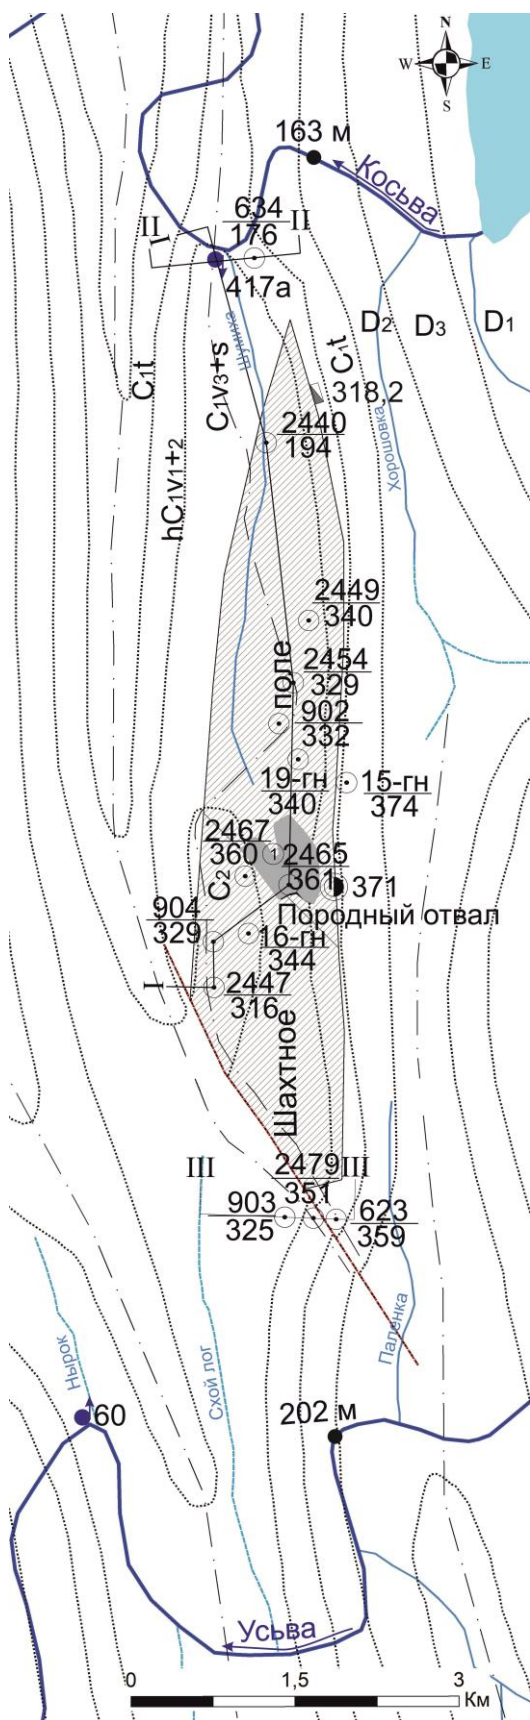 N
W E
S
163 м
Косьва
634
176
II
II
I
417а
Шумиха
D2
D3
D1
C1t
C1v3+s
C1t
hC1v1+2
318,2
2440
194
Хорошовка
2449
340
поле
2454
329
902
332
19-гн
340
15-гн
374
2467
360
1
2465
361
371
C2
Породный отвал
904
329
16-гн
344
I
2447
316
Шахтное
III
2479
351
III
903
325
623
359
Нырок
Схой лог
Паленка
60
202 м
Усьва
0 1,5 3
Км